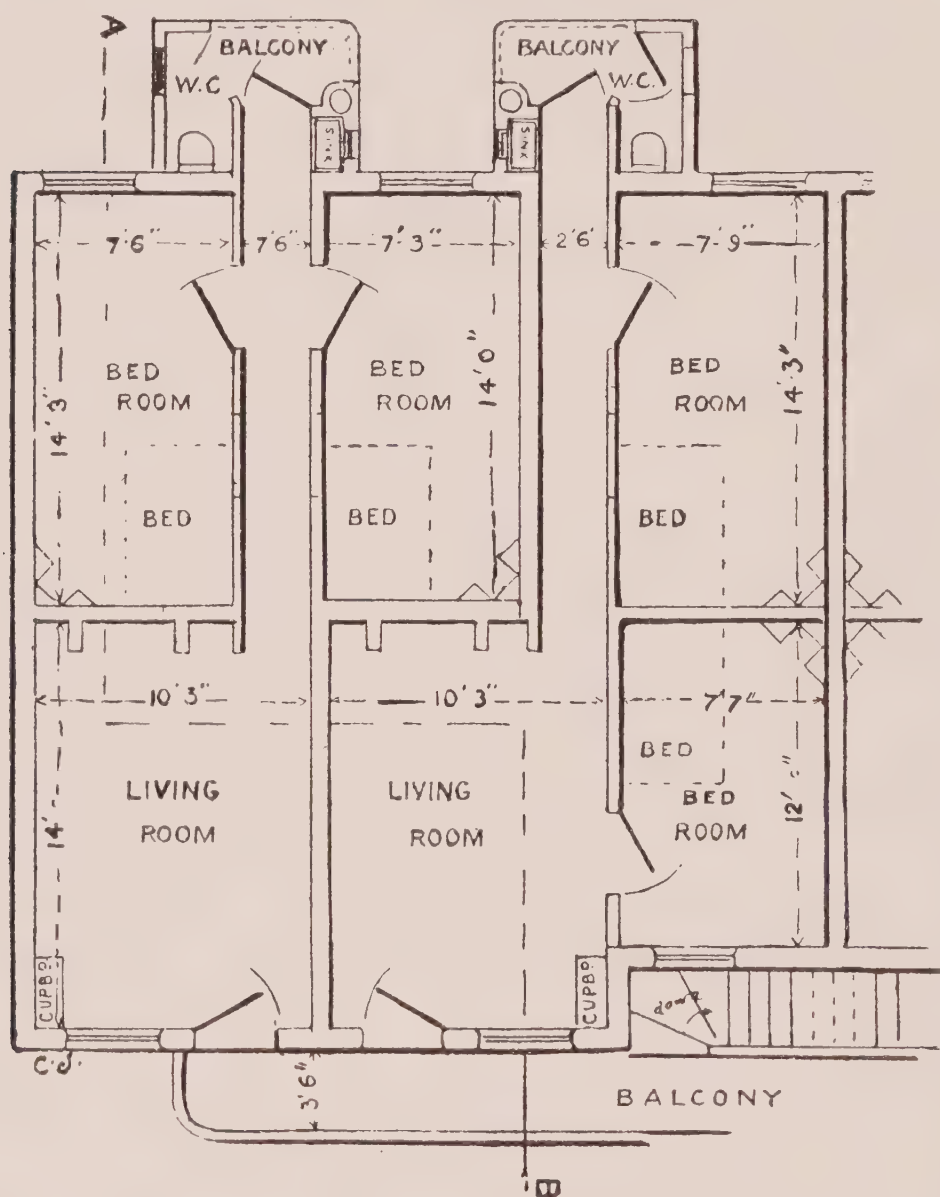 A
BALCONY
W.C
BALCONY
W.C.
SINK
SINK
7'6"
7'6"
7'3"
2'6'
7'9"
14'3"
BED
ROOM
BED
ROOM
14'0"
BED
ROOM
14'3"
BED
BED
BED
10'3"
10'3"
7'7"
14'
LIVING
ROOM
LIVING
ROOM
BED
BED
ROOM
CUPBD
CUPBD
C.J.
3'6"
BALCONY
B